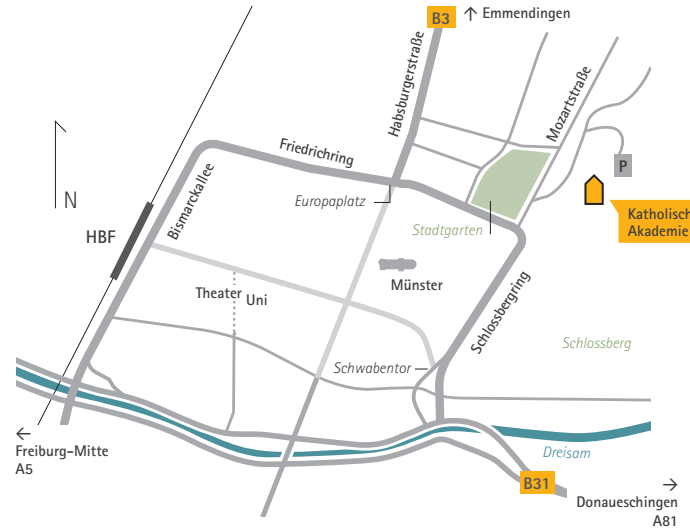 B3
↑ Emmendingen
Habsburgerstraße
Mozartstraße
Friedrichring
P
N
Bismarckallee
Europaplatz
Stadtgarten
Katholisch
Akademie
HBF
Münster
Theater
Uni
Schlossbergring
Schlossberg
Schwabentor
←
Freiburg-Mitte
A5
Dreisam
B31
→
Donaueschingen
A81